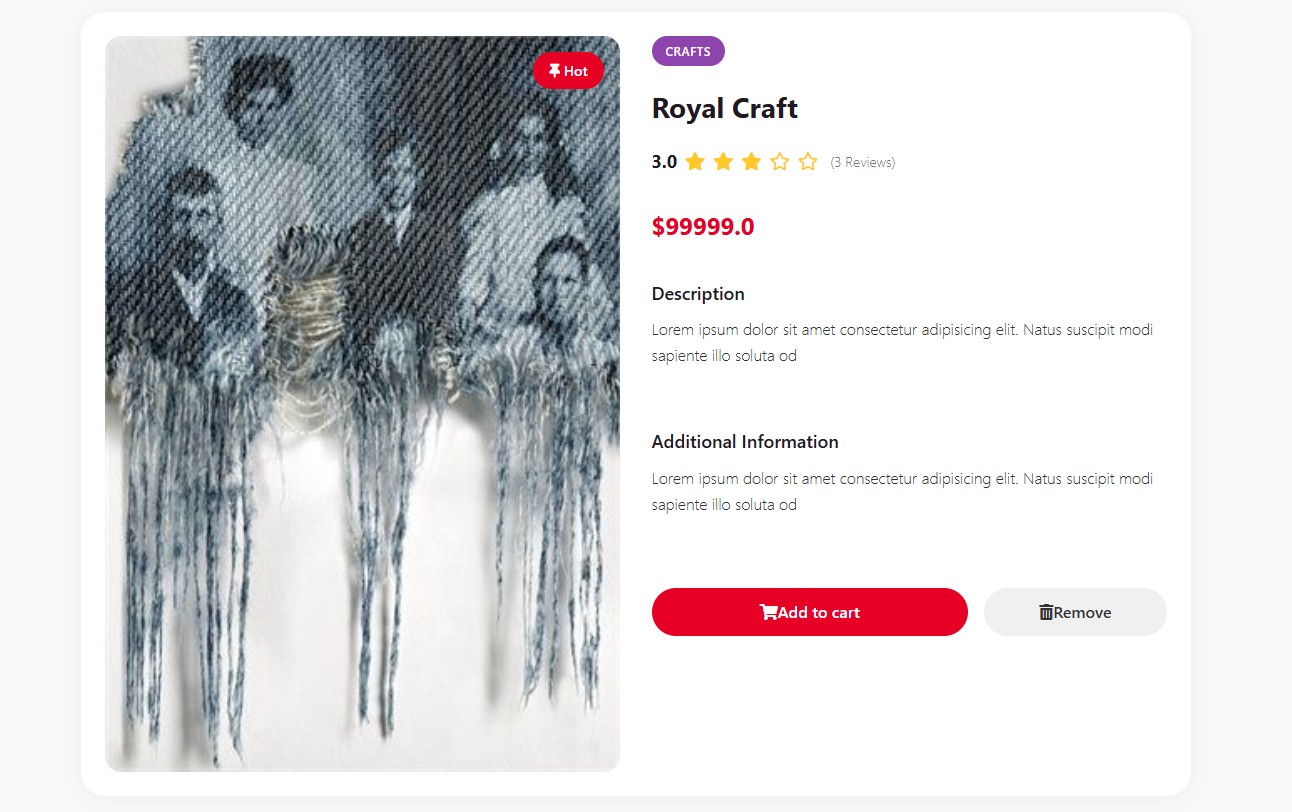 Hot
CRAFTS
Royal Craft
3.0 (3 Reviews)
$99999.0
Description
Lorem ipsum dolor sit amet consectetur adipisicing elit. Natus suscipit modi
sapiente illo soluta od
Additional Information
Lorem ipsum dolor sit amet consectetur adipisicing elit. Natus suscipit modi
sapiente illo soluta od
Add to cart
Remove